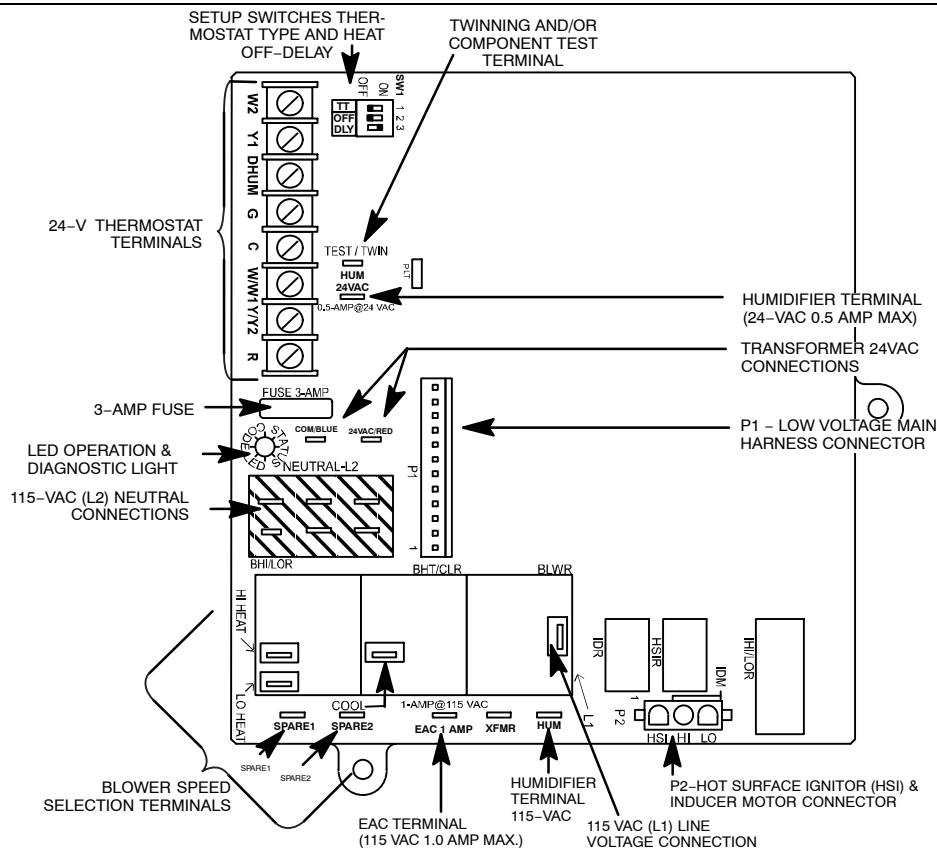 SETUP SWITCHES THER-
MOSTAT TYPE AND HEAT
OFF-DELAY
TWINNING AND/OR
COMPONENT TEST
TERMINAL
OFF
ON
SW1
TT
OFF
DLY
1 2 3
W2
Y1
DHUM
G
C
W/W1
Y/Y2
R
24-V THERMOSTAT
TERMINALS
TEST / TWIN
HUM
24VAC
0.5-AMP@24 VAC
PLT
HUMIDIFIER TERMINAL
(24-VAC 0.5 AMP MAX)
TRANSFORMER 24VAC
CONNECTIONS
FUSE 3-AMP
3-AMP FUSE
COM/BLUE
24VAC/RED
P1 - LOW VOLTAGE MAIN
HARNESS CONNECTOR
STATUS
CODE
LED
LED OPERATION &
DIAGNOSTIC LIGHT
NEUTRAL-L2
P1
1
115-VAC (L2) NEUTRAL
CONNECTIONS
BHI/LOR
BHT/CLR
BLWR
HI HEAT
LO HEAT
COOL
1-AMP@115 VAC
L1
IDR
HSIR
IDM
IHI/LOR
1
P2
HSI HI LO
SPARE1
SPARE2
EAC 1 AMP
XFMR
HUM
SPARE1
SPARE2
BLOWER SPEED
SELECTION TERMINALS
EAC TERMINAL
(115 VAC 1.0 AMP MAX.)
HUMIDIFIER
TERMINAL
115-VAC
115 VAC (L1) LINE
VOLTAGE CONNECTION
P2-HOT SURFACE IGNITOR (HSI) &
INDUCER MOTOR CONNECTOR